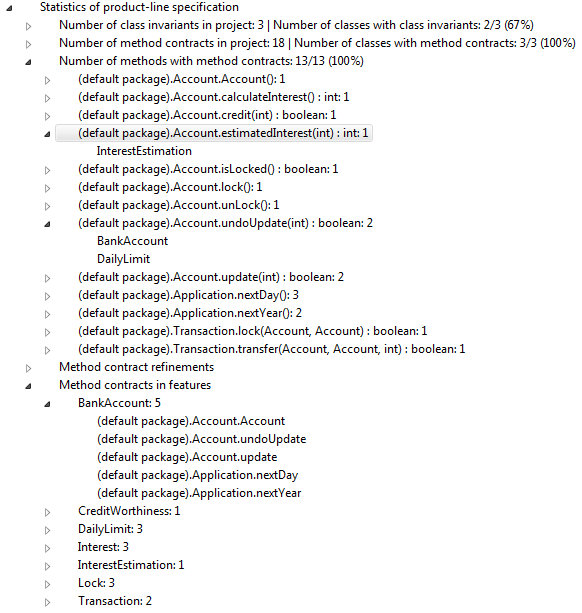 Statistics of product-line specification
Number of class invariants in project: 3 | Number of classes with class invariants: 2/3 (67%)
Number of method contracts in project: 18 | Number of classes with method contracts: 3/3 (100%)
Number of methods with method contracts: 13/13 (100%)
(default package).Account.Account(): 1
(default package).Account.calculateInterest() : int: 1
(default package).Account.credit(int) : boolean: 1
(default package).Account.estimatedInterest(int) : int: 1
InterestEstimation
(default package).Account.isLocked() : boolean: 1
(default package).Account.lock(): 1
(default package).Account.unLock(): 1
(default package).Account.undoUpdate(int) : boolean: 2
BankAccount
DailyLimit
(default package).Account.update(int) : boolean: 2
(default package).Application.nextDay(): 3
(default package).Application.nextYear(): 2
(default package).Transaction.lock(Account, Account) : boolean: 1
(default package).Transaction.transfer(Account, Account, int) : boolean: 1
Method contract refinements
Method contracts in features
BankAccount: 5
(default package).Account.Account
(default package).Account.undoUpdate
(default package).Account.update
(default package).Application.nextDay
(default package).Application.nextYear
CreditWorthiness: 1
DailyLimit: 3
Interest: 3
InterestEstimation: 1
Lock: 3
Transaction: 2